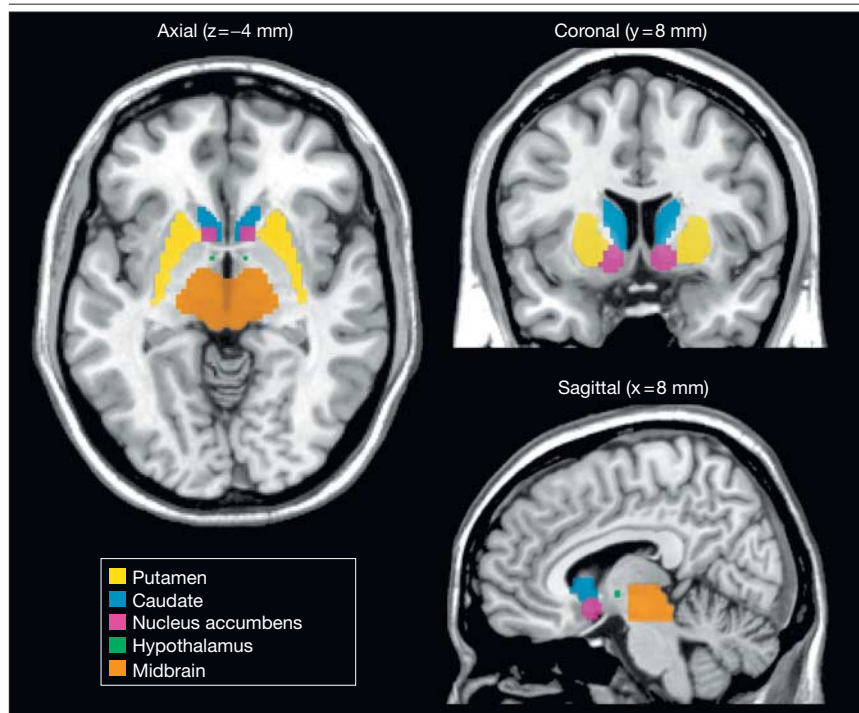 Axial (z=–4 mm)
Coronal (y=8 mm)
Sagittal (x=8 mm)
Putamen
Caudate
Nucleus accumbens
Hypothalamus
Midbrain